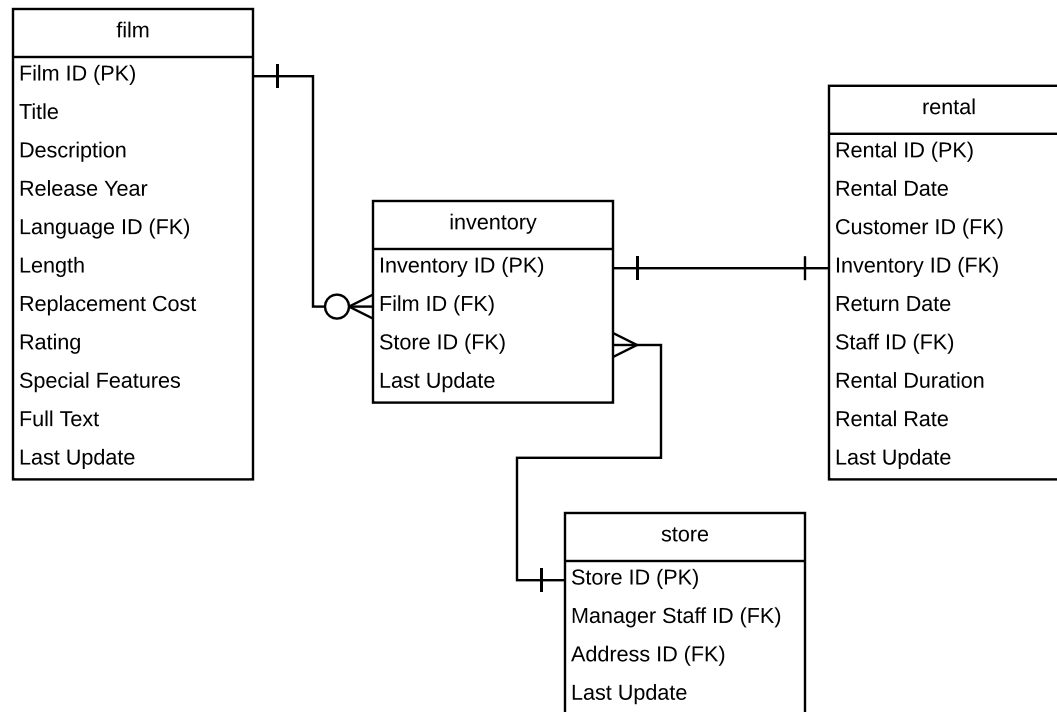 film
Film ID (PK)
Title
Description
Release Year
Language ID (FK)
Length
Replacement Cost
Rating
Special Features
Full Text
Last Update
inventory
Inventory ID (PK)
Film ID (FK)
Store ID (FK)
Last Update
rental
Rental ID (PK)
Rental Date
Customer ID (FK)
Inventory ID (FK)
Return Date
Staff ID (FK)
Rental Duration
Rental Rate
Last Update
store
Store ID (PK)
Manager Staff ID (FK)
Address ID (FK)
Last Update